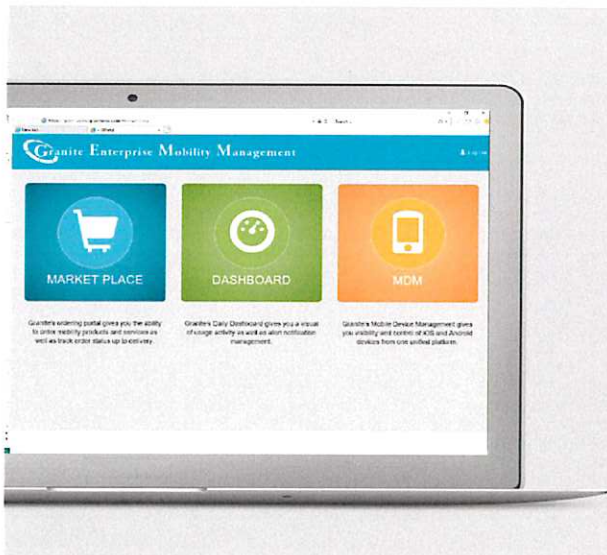 Granite Enterprise Mobility Management
MARKET PLACE
DASHBOARD
MDM
Granite's ordering portal gives you the ability
to order mobility products and services as
well as track order status up to delivery.
Granite's Daily Dashboard gives you a visual
of usage activity as well as alert notification
management.
Granite's Mobile Device Management gives
you visibility and control of iOS and Android
devices from one unified platform.